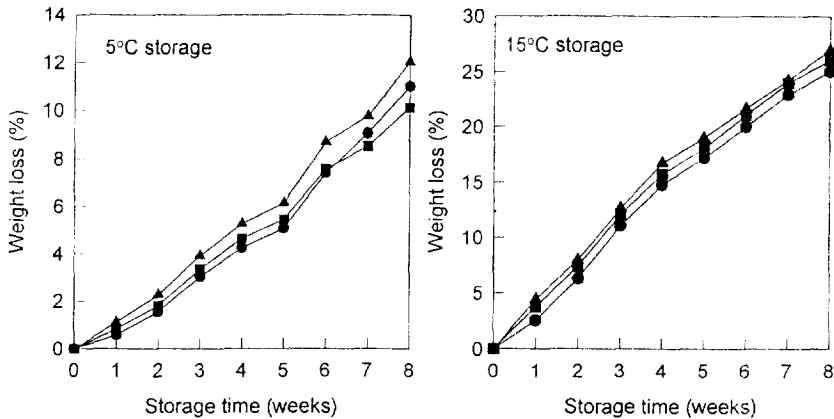 5°C storage
Weight loss (%)
14
12
10
8
6
4
2
0
0 1 2 3 4 5 6 7 8
Storage time (weeks)
15°C storage
Weight loss (%)
30
25
20
15
10
5
0
0 1 2 3 4 5 6 7 8
Storage time (weeks)